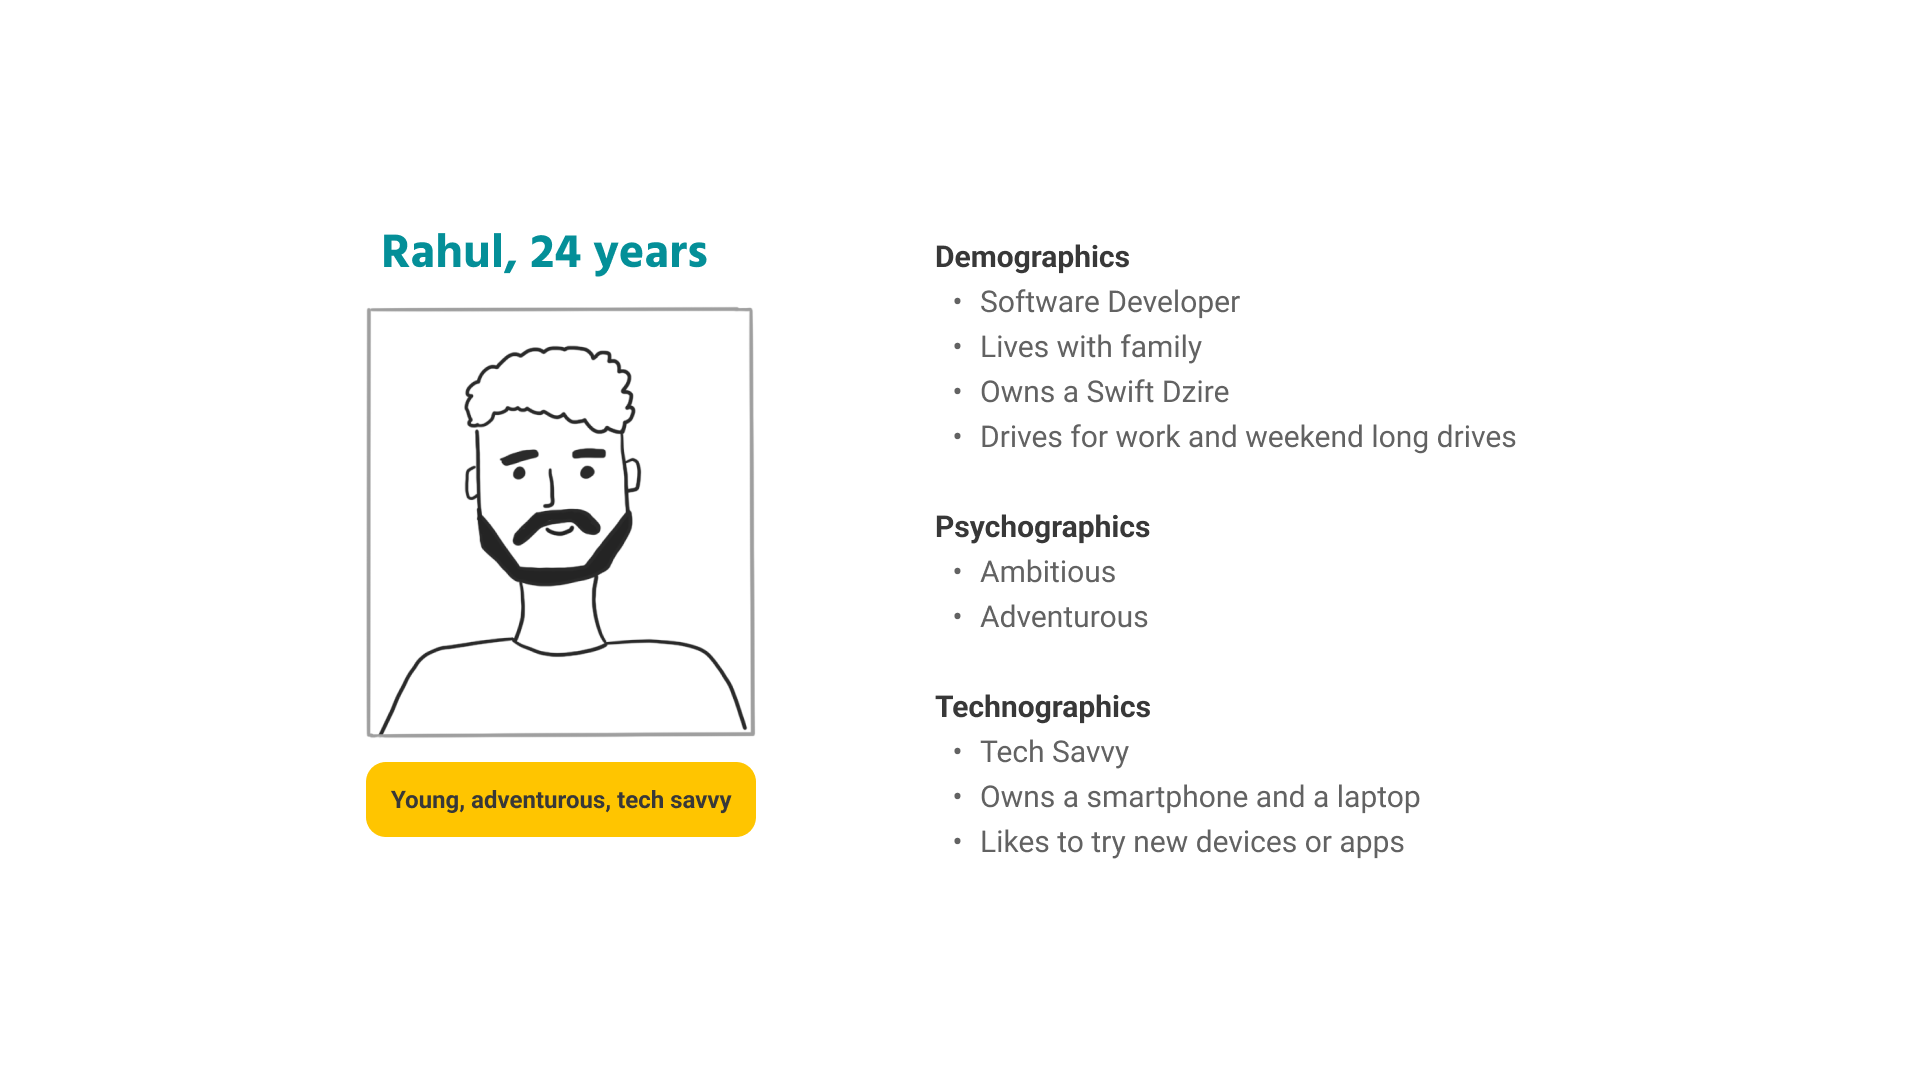 Rahul, 24 years
Young, adventurous, tech savvy
Demographics
• Software Developer
• Lives with family
• Owns a Swift Dzire
• Drives for work and weekend long drives
Psychographics
• Ambitious
• Adventurous
Technographics
• Tech Savvy
• Owns a smartphone and a laptop
• Likes to try new devices or apps